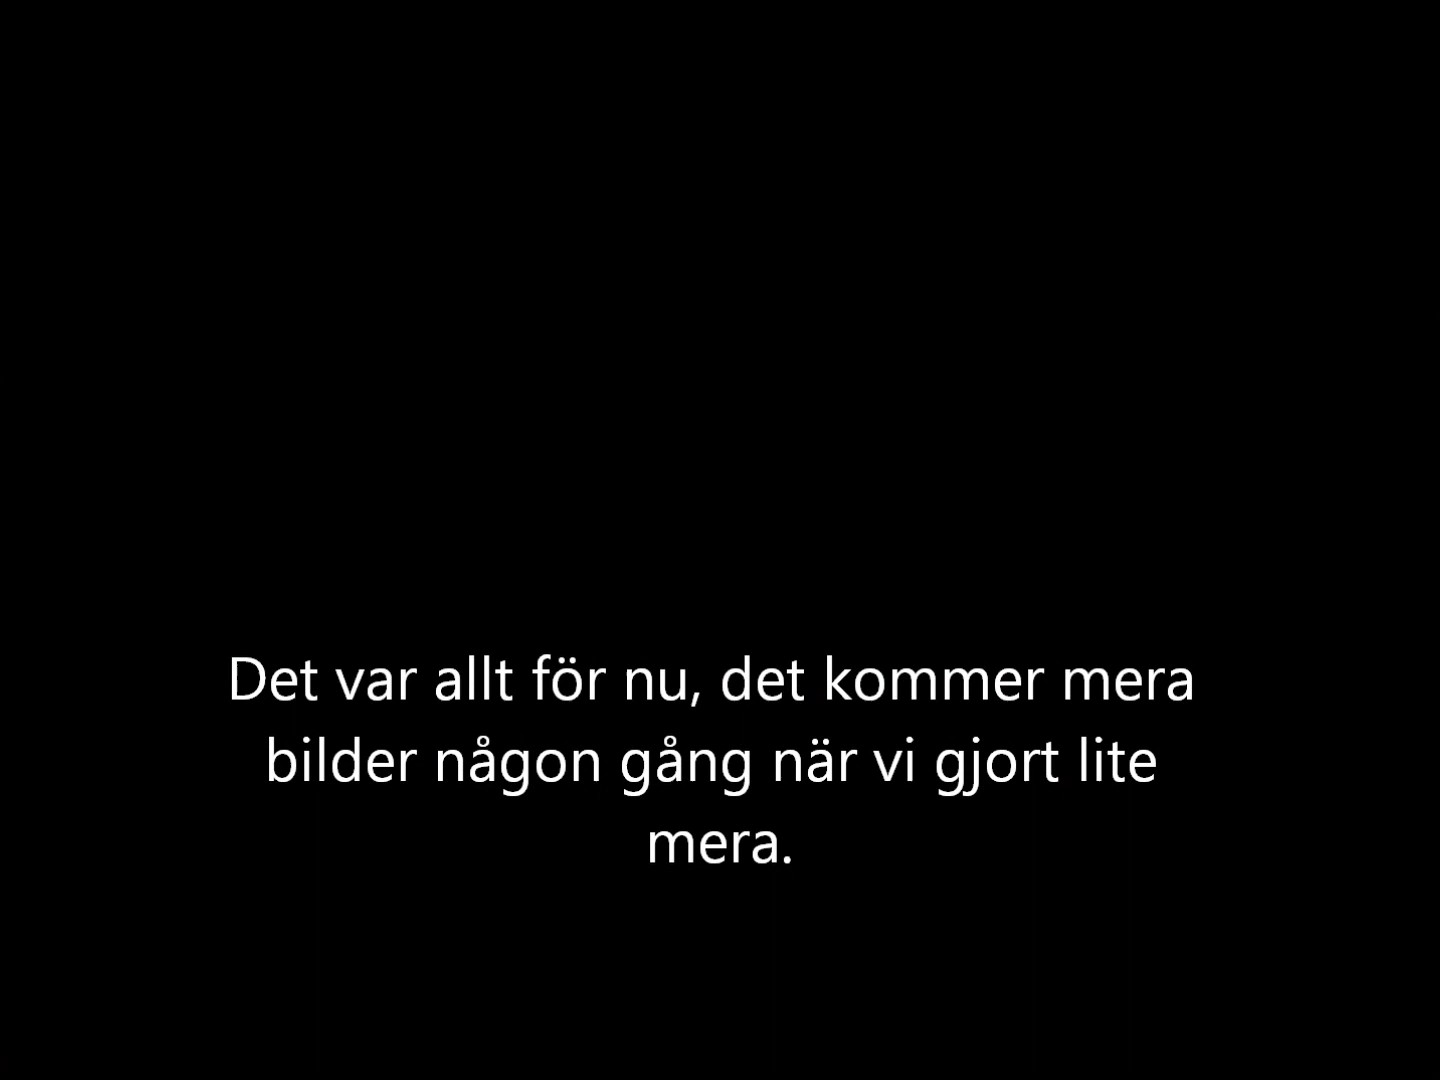 Det var allt för nu, det kommer mera
bilder någon gång när vi gjort lite
mera.